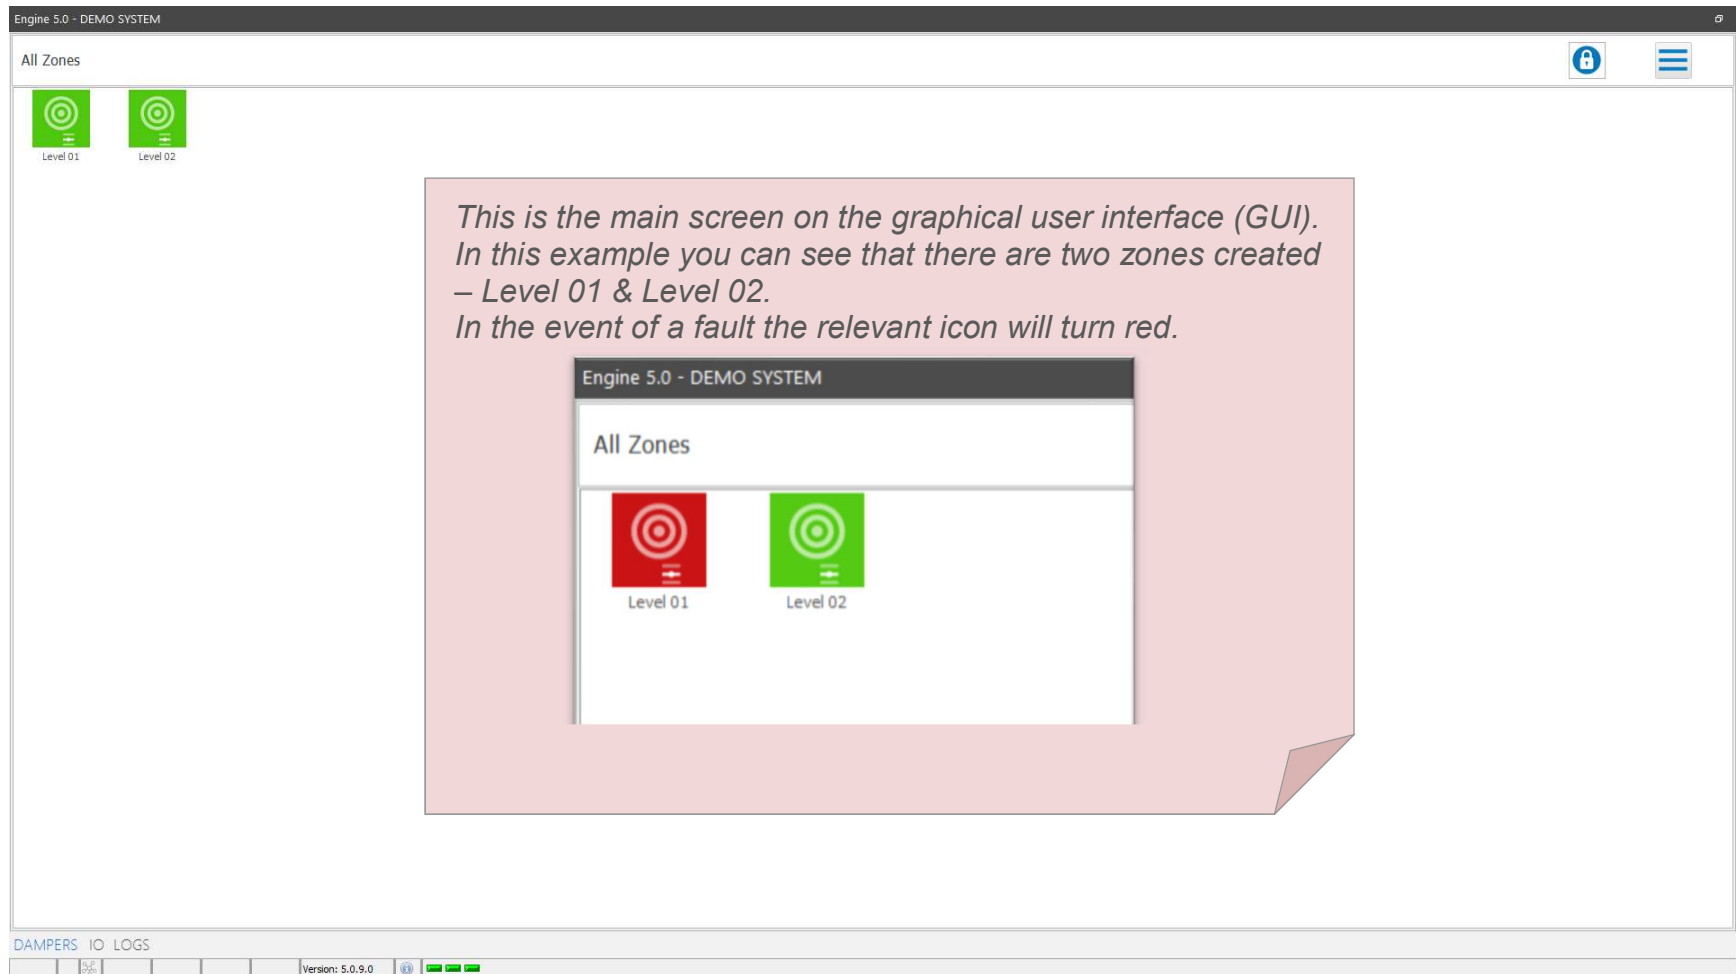 Engine 5.0 - DEMO SYSTEM
All Zones
Level 01 Level 02
This is the main screen on the graphical user interface (GUI).
In this example you can see that there are two zones created
– Level 01 & Level 02.
In the event of a fault the relevant icon will turn red.
Engine 5.0 - DEMO SYSTEM
All Zones
Level 01 Level 02
DAMPERS IO LOGS
Version: 5.0.9.0